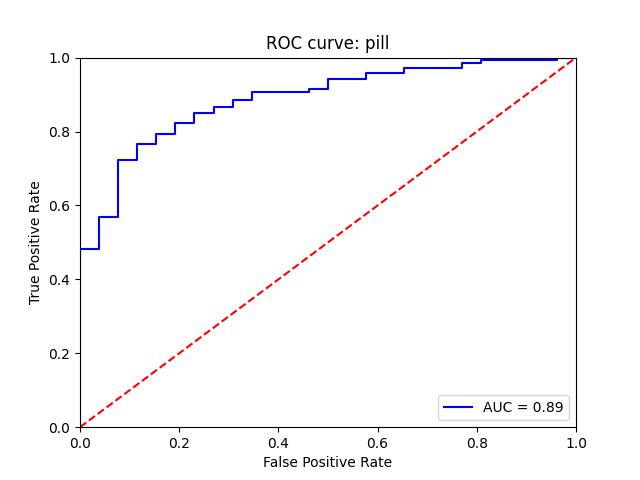 ROC curve: pill
1.0
0.8
0.6
0.4
0.2
0.0
True Positive Rate
0.0 0.2 0.4 0.6 0.8 1.0
False Positive Rate
AUC = 0.89